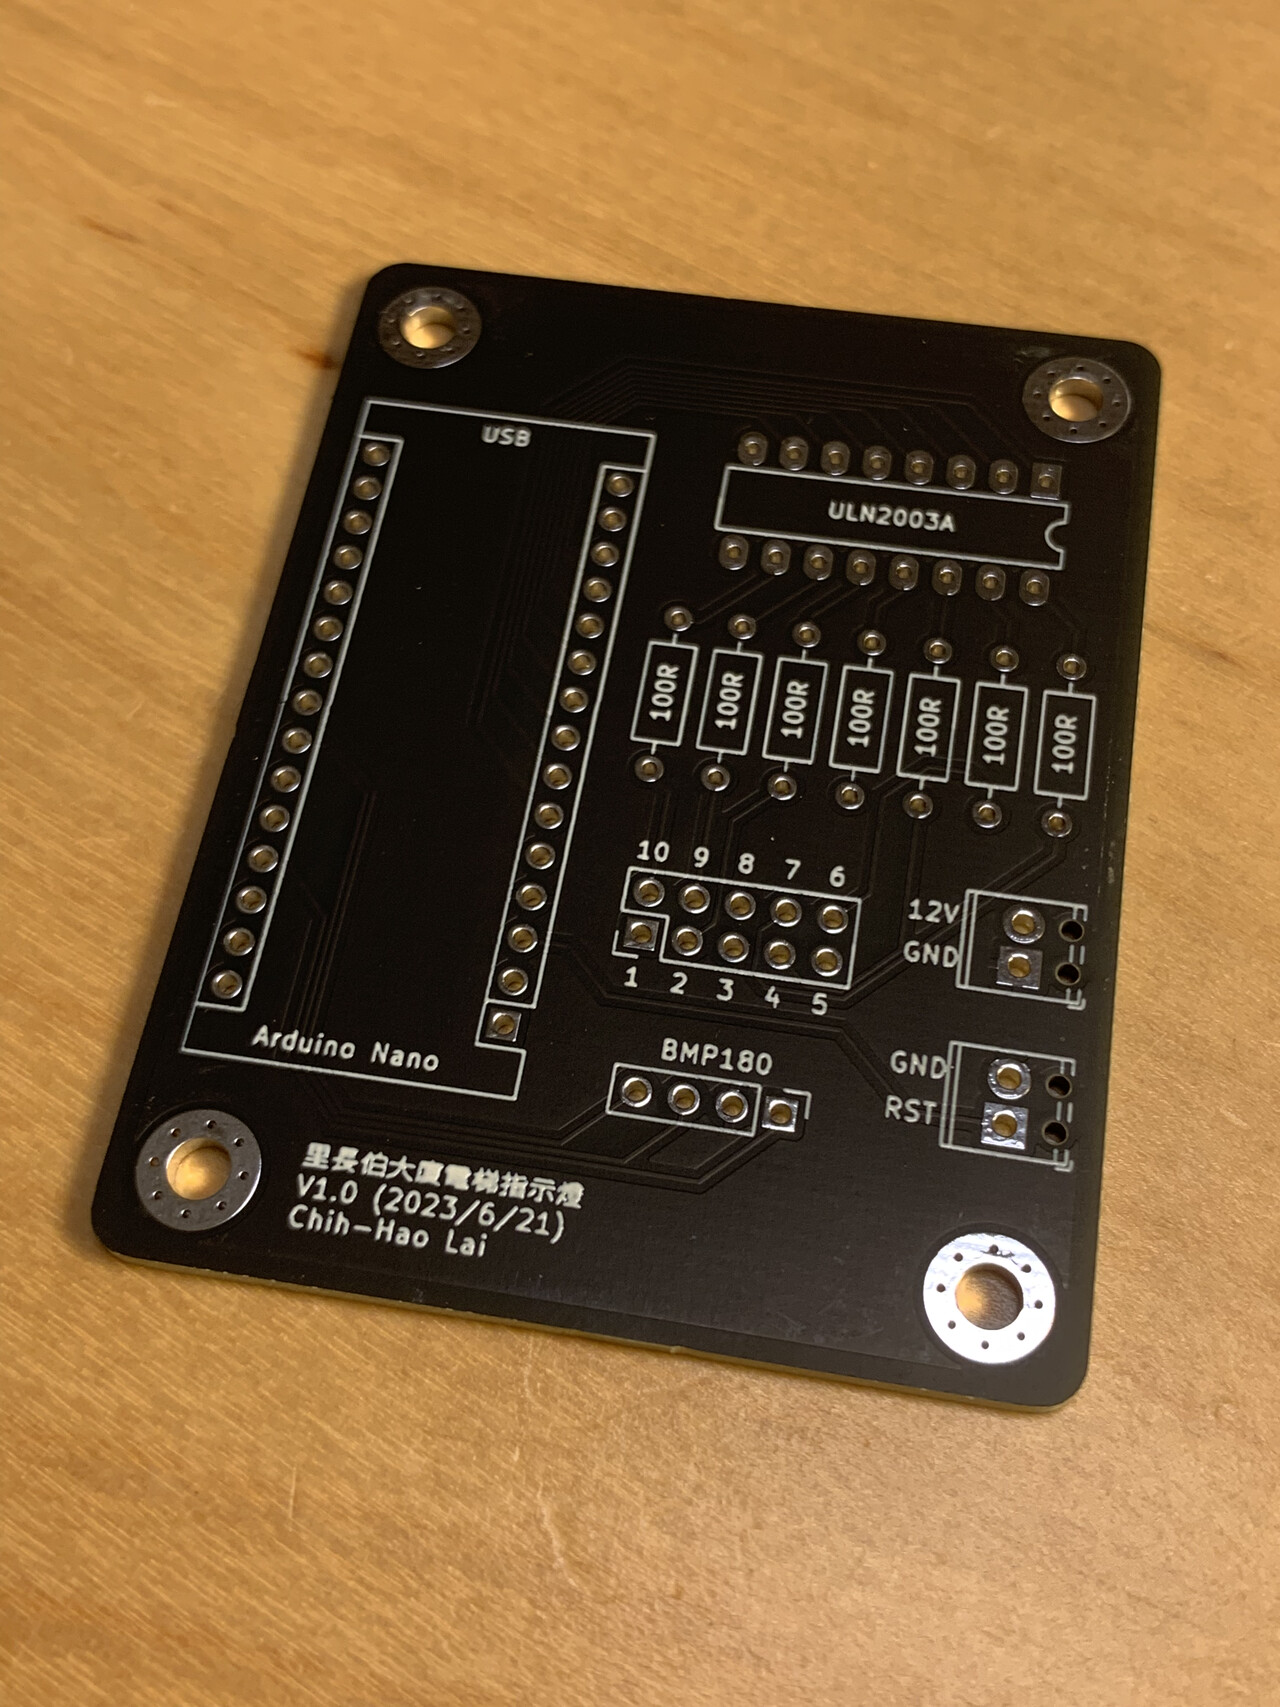 USB
ULN2003A
100R
100R
100R
100R
100R
100R
100R
10 9 8 7 6
1 2 3 4 5
12V
GND
GND
RST
BMP180
Arduino Nano
里長伯大廈電梯指示燈
V1.0 (2023/6/21)
Chih-Hao Lai